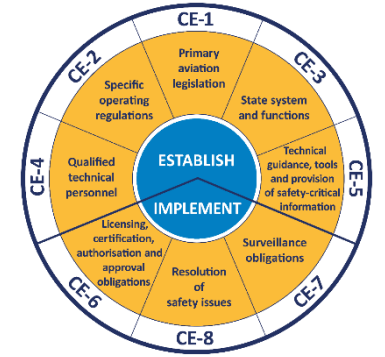 CE-1
Primary
aviation
legislation
CE-2
Specific
operating
regulations
CE-3
State system
and functions
CE-4
Qualified
technical
personnel
CE-5
Technical
guidance, tools
and provision
of safety-critical
information
ESTABLISH
IMPLEMENT
CE-6
Licensing,
certification,
authorisation and
approval
obligations
CE-7
Surveillance
obligations
CE-8
Resolution
of
safety issues